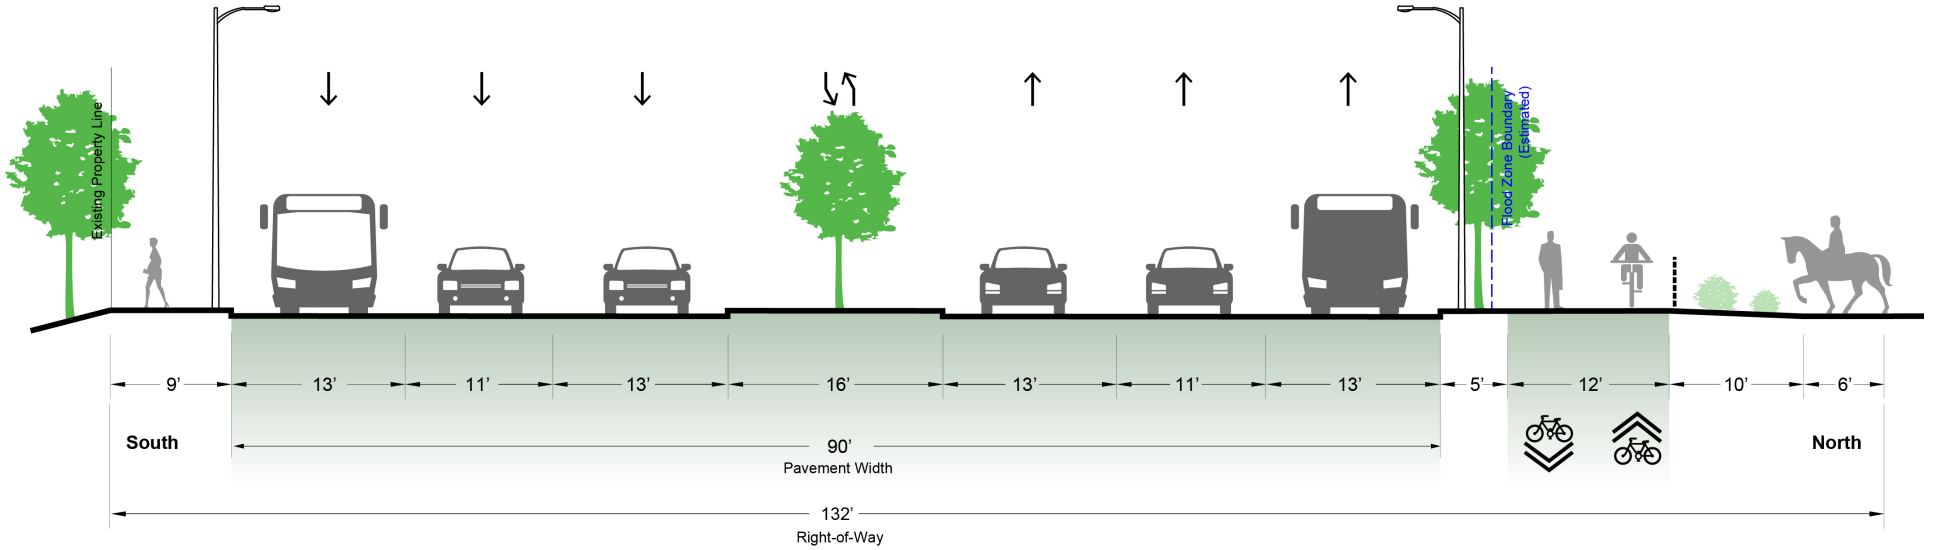 Existing Property Line
Flood Zone Boundary
(Estimated)
9’
13’
11’
13’
16’
13’
11’
13’
5’
12’
10’
6’
South
North
90’
Pavement Width
132’
Right-of-Way